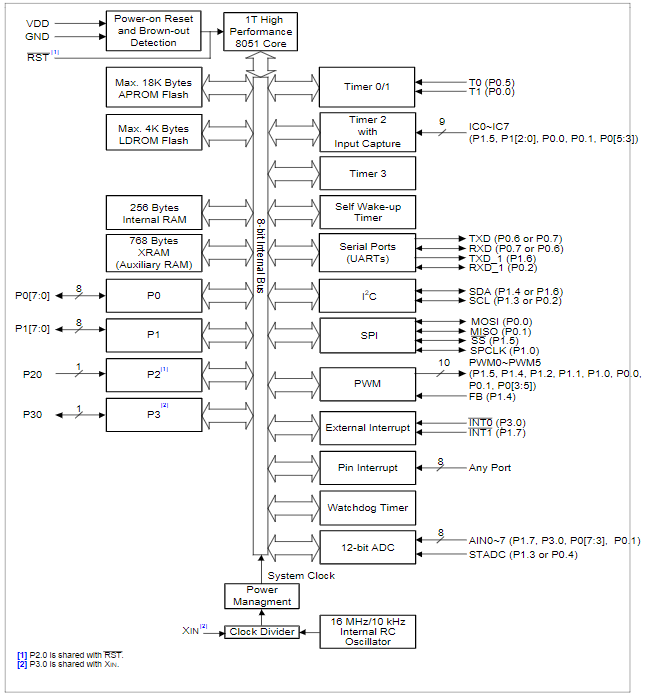 VDD
GND
RST [1]
Power-on Reset
and Brown-out
Detection
1T High
Performance
8051 Core
Max. 18K Bytes
APROM Flash
Max. 4K Bytes
LDROM Flash
256 Bytes
Internal RAM
768 Bytes
XRAM
(Auxiliary RAM)
P0[7:0]
8
P0
P1[7:0]
8
P1
P20
1
P2[1]
P30
1
P3[2]
8-bit Internal Bus
Timer 0/1
T0 (P0.5)
T1 (P0.0)
Timer 2
with
Input Capture
9
IC0~IC7
(P1.5, P1[2:0], P0.0, P0.1, P0[5:3])
Timer 3
Self Wake-up
Timer
Serial Ports
(UARTs)
TXD (P0.6 or P0.7)
RXD (P0.7 or P0.6)
TXD_1 (P1.6)
RXD_1 (P0.2)
I2C
SDA (P1.4 or P1.6)
SCL (P1.3 or P0.2)
SPI
MOSI (P0.0)
MISO (P0.1)
SS (P1.5)
SPCLK (P1.0)
PWM
10
PWM0~PWM5
(P1.5, P1.4, P1.2, P1.1, P1.0, P0.0,
P0.1, P0[3:5])
FB (P1.4)
External Interrupt
INT0 (P3.0)
INT1 (P1.7)
Pin Interrupt
8
Any Port
Watchdog Timer
12-bit ADC
8
AIN0~7 (P1.7, P3.0, P0[7:3], P0.1)
STADC (P1.3 or P0.4)
System Clock
Power
Managment
XIN[2]
Clock Divider
16 MHz/10 kHz
Internal RC
Oscillator
[1] P2.0 is shared with RST.
[2] P3.0 is shared with XIN.